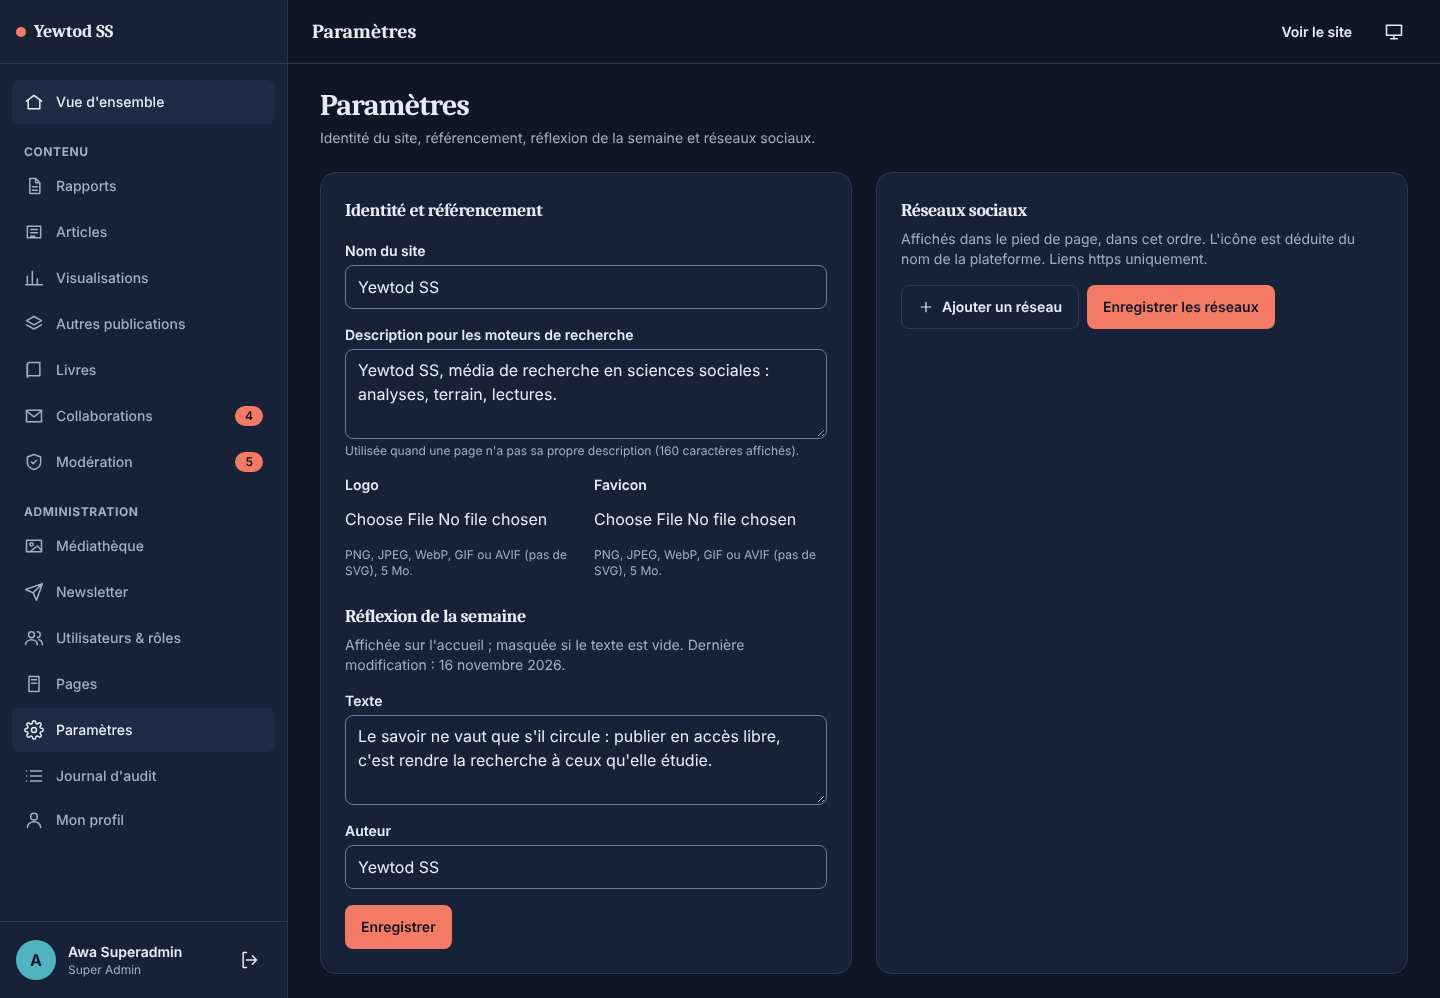 Yewtod SS
Paramètres
Voir le site
Vue d'ensemble
CONTENU
Rapports
Articles
Visualisations
Autres publications
Livres
Collaborations 4
Modération 5
ADMINISTRATION
Médiathèque
Newsletter
Utilisateurs & rôles
Pages
Paramètres
Journal d'audit
Mon profil
A
Awa Superadmin
Super Admin
Paramètres
Identité du site, référencement, réflexion de la semaine et réseaux sociaux.
Identité et référencement
Nom du site
Yewtod SS
Description pour les moteurs de recherche
Yewtod SS, média de recherche en sciences sociales :
analyses, terrain, lectures.
Utilisée quand une page n'a pas sa propre description (160 caractères affichés).
Logo
Choose File No file chosen
PNG, JPEG, WebP, GIF ou AVIF (pas de
SVG), 5 Mo.
Favicon
Choose File No file chosen
PNG, JPEG, WebP, GIF ou AVIF (pas de
SVG), 5 Mo.
Réflexion de la semaine
Affichée sur l'accueil ; masquée si le texte est vide. Dernière
modification : 16 novembre 2026.
Texte
Le savoir ne vaut que s'il circule : publier en accès libre,
c'est rendre la recherche à ceux qu'elle étudie.
Auteur
Yewtod SS
Enregistrer
Réseaux sociaux
Affichés dans le pied de page, dans cet ordre. L'icône est déduite du
nom de la plateforme. Liens https uniquement.
Ajouter un réseau
Enregistrer les réseaux